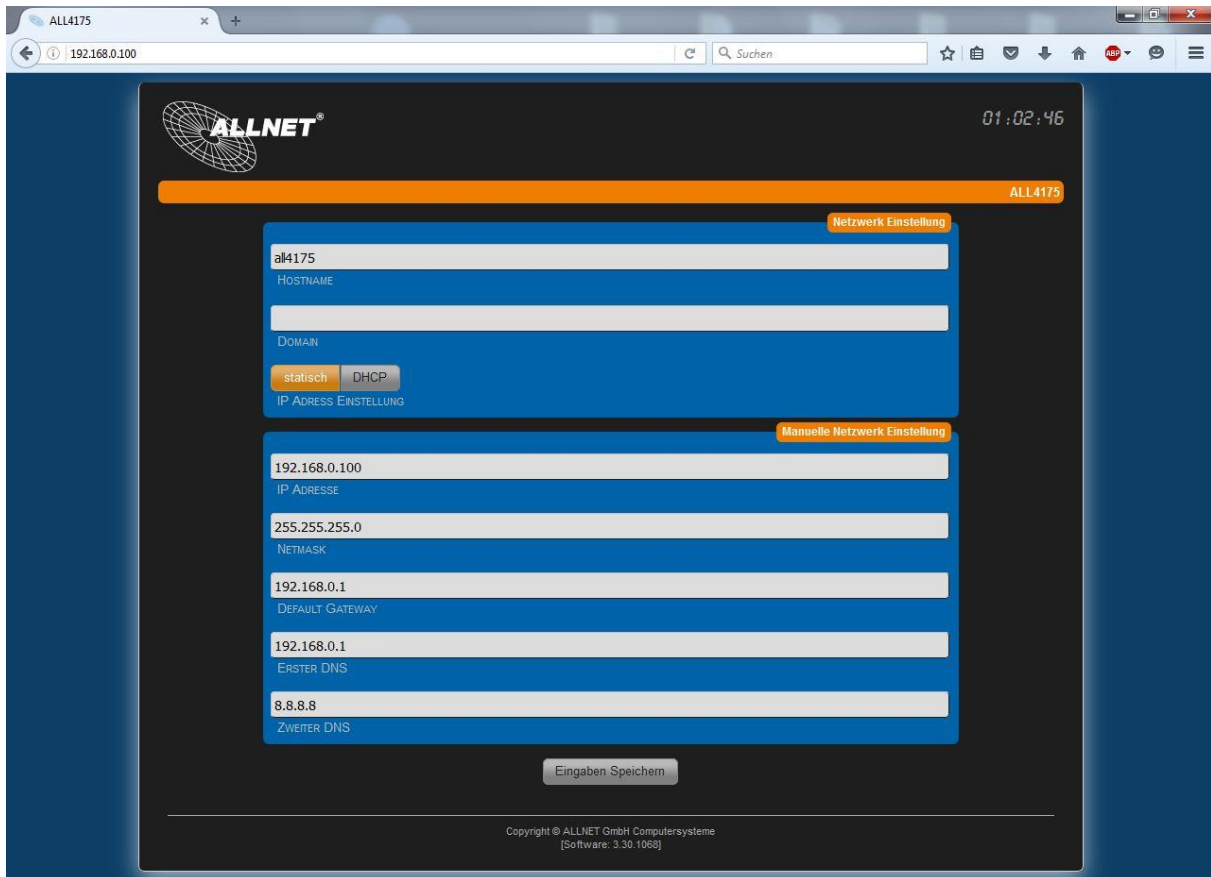 ALL4175
192.168.0.100
Suchen
ABP
ALLNET®
01:02:46
ALL4175
Netzwerk Einstellung
all4175
HOSTNAME
DOMAIN
statisch DHCP
IP ADRESS EINSTELLUNG
Manuelle Netzwerk Einstellung
192.168.0.100
IP ADRESSE
255.255.255.0
NETMASK
192.168.0.1
DEFAULT GATEWAY
192.168.0.1
ERSTER DNS
8.8.8.8
ZWEITER DNS
Eingaben Speichern
Copyright © ALLNET GmbH Computersysteme
[Software: 3.30.1068]